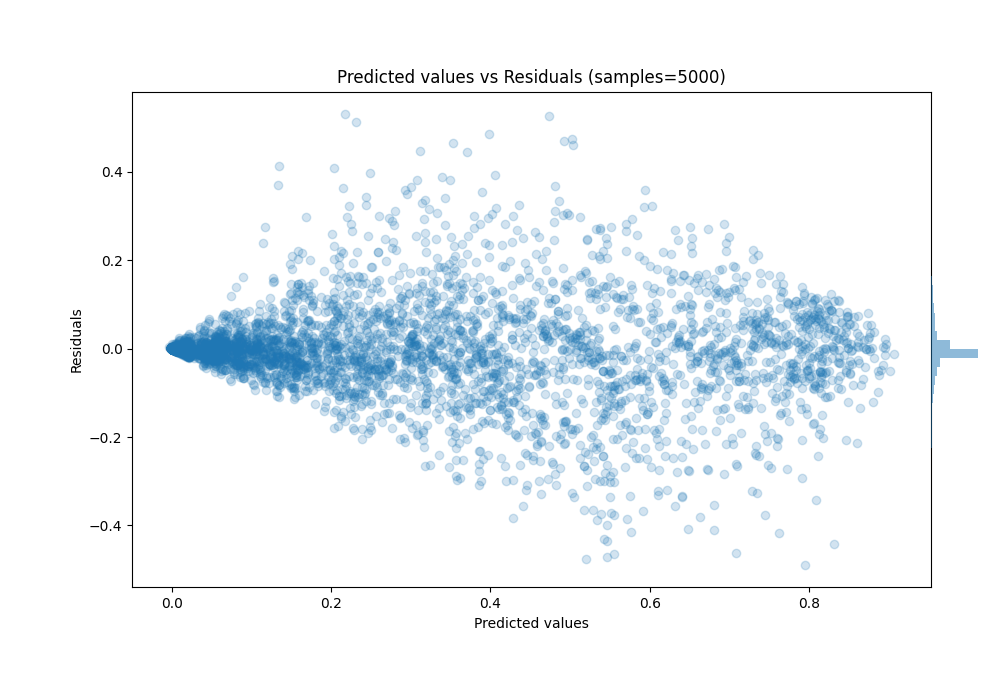 Predicted values vs Residuals (samples=5000)
Residuals
0.4
0.2
0.0
−0.2
−0.4
0.0 0.2 0.4 0.6 0.8
Predicted values